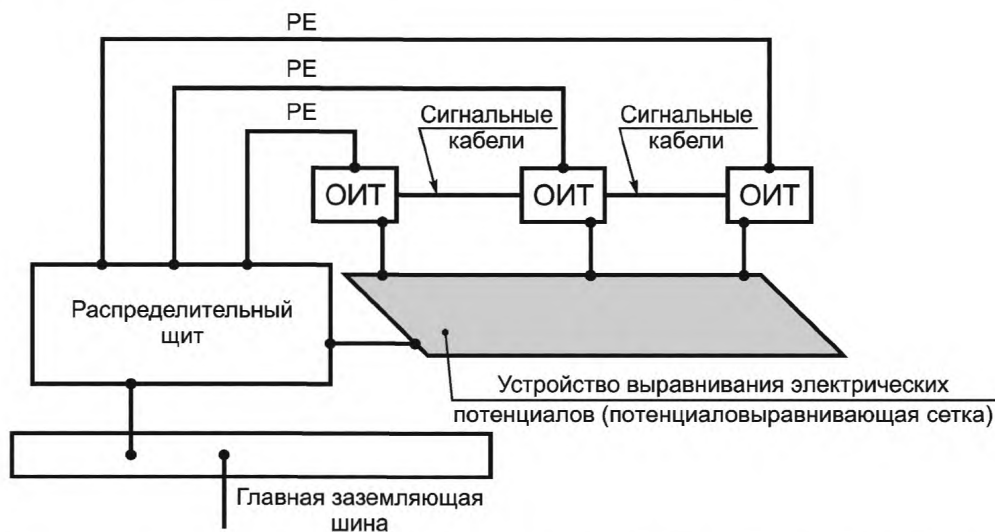 PE
PE
PE
Сигнальные
кабели
Сигнальные
кабели
ОИТ
ОИТ
ОИТ
Распределительный
щит
Устройство выравнивания электрических
потенциалов (потенциаловыравнивающая сетка)
Главная заземляющая
шина